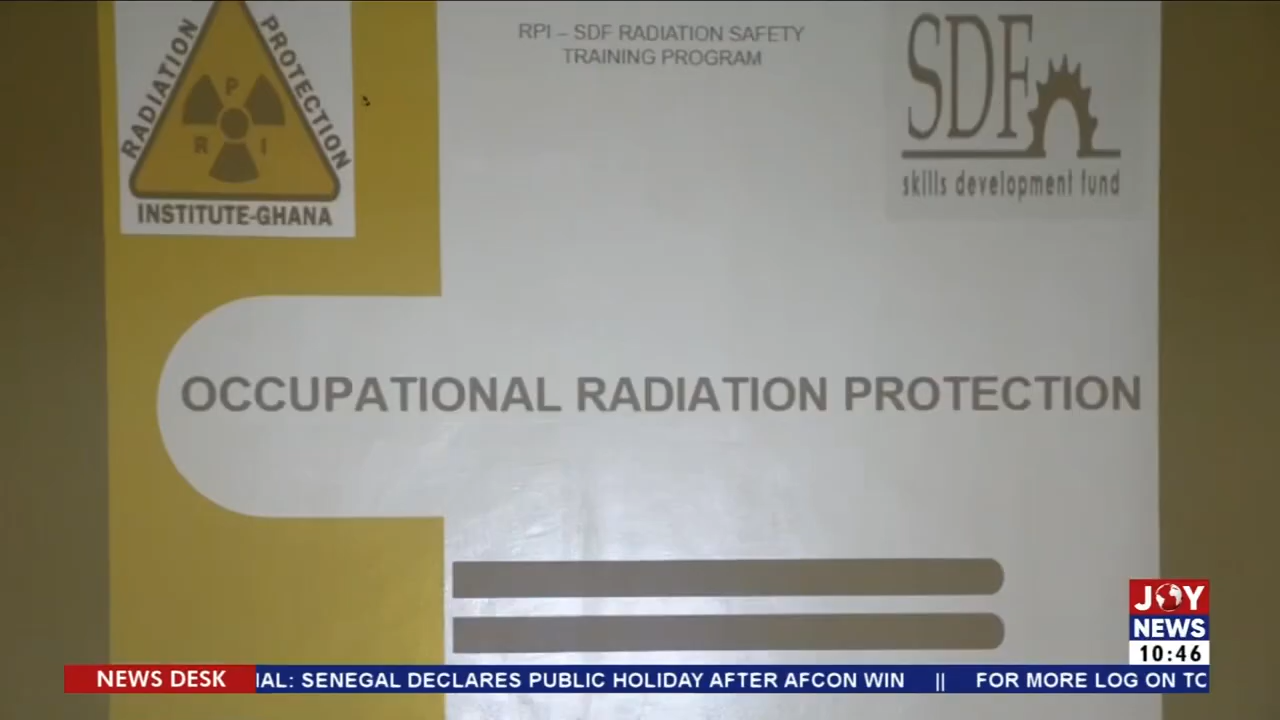 RADIATION PROTECTION
P
R I
INSTITUTE-GHANA
RPI – SDF RADIATION SAFETY
TRAINING PROGRAM
SDF
skills development fund
OCCUPATIONAL RADIATION PROTECTION
JOY
NEWS
10:46
NEWS DESK
IAL: SENEGAL DECLARES PUBLIC HOLIDAY AFTER AFCON WIN || FOR MORE LOG ON TO